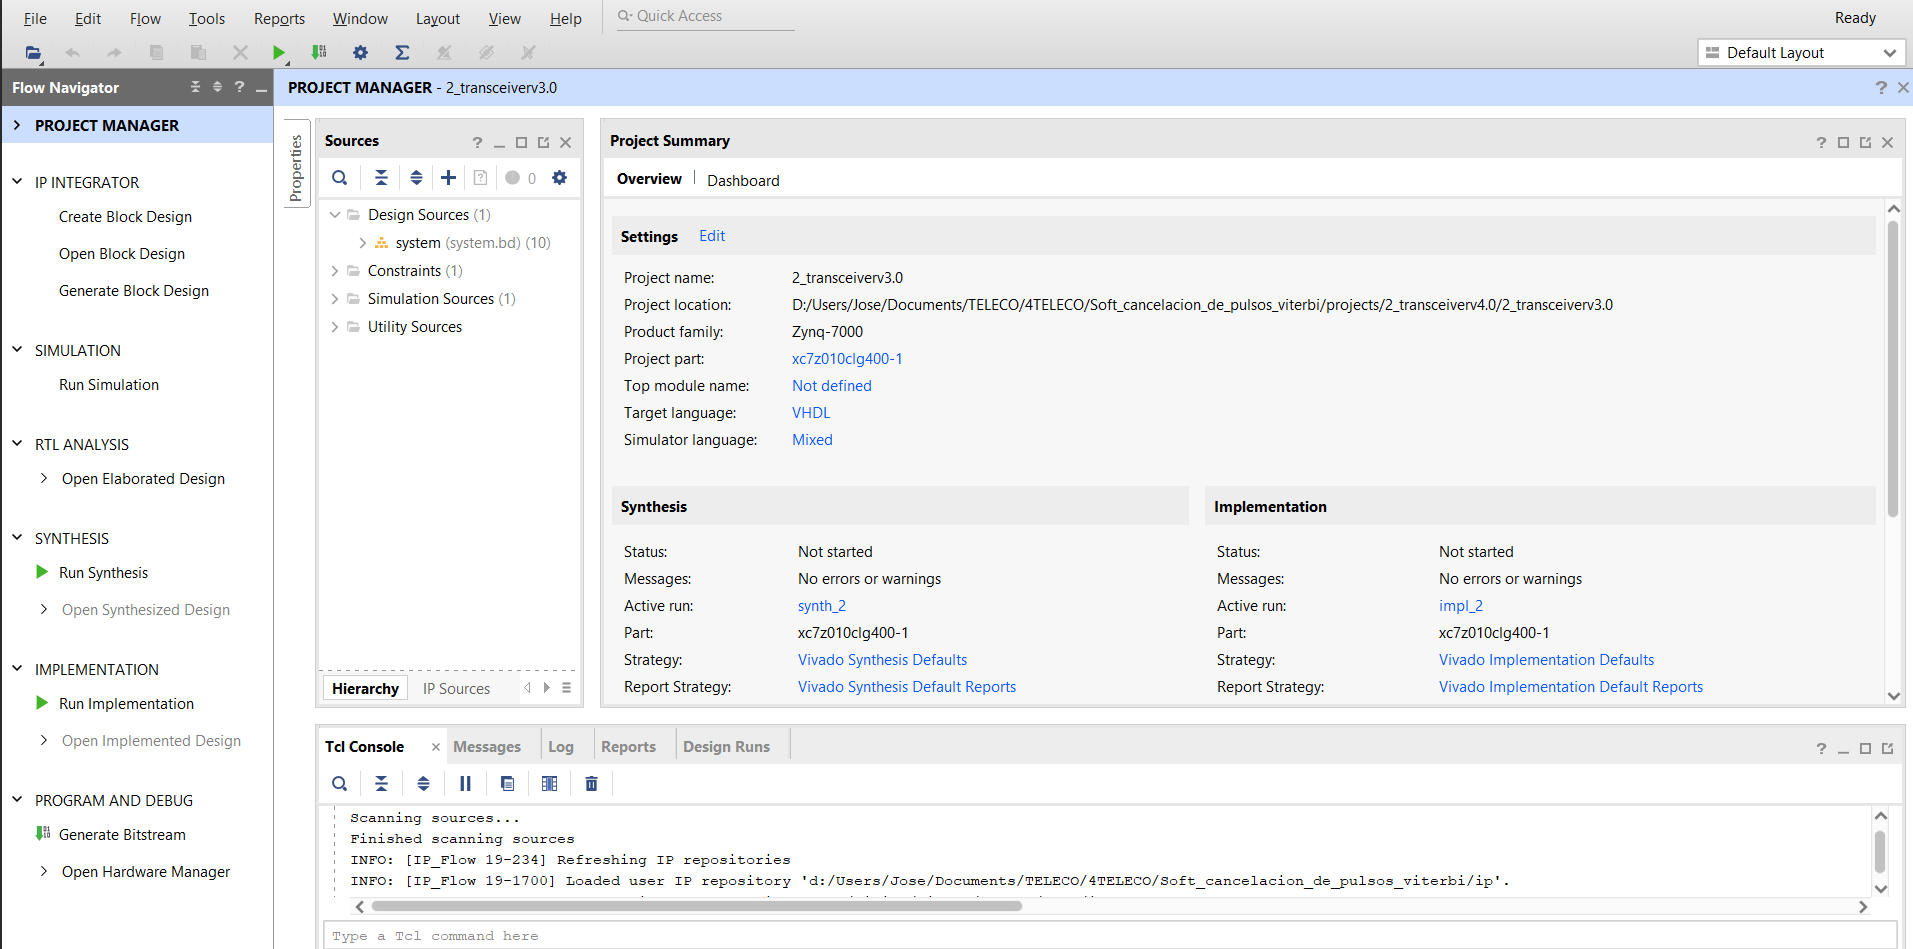 File Edit Flow Tools Reports Window Layout View Help Quick Access Ready
Default Layout
Flow Navigator
PROJECT MANAGER - 2_transceiverv3.0
PROJECT MANAGER
IP INTEGRATOR
Create Block Design
Open Block Design
Generate Block Design
SIMULATION
Run Simulation
RTL ANALYSIS
Open Elaborated Design
SYNTHESIS
Run Synthesis
Open Synthesized Design
IMPLEMENTATION
Run Implementation
Open Implemented Design
PROGRAM AND DEBUG
Generate Bitstream
Open Hardware Manager
Properties
Sources
0
Design Sources (1)
system (system.bd) (10)
Constraints (1)
Simulation Sources (1)
Utility Sources
Hierarchy IP Sources
Project Summary
Overview Dashboard
Settings Edit
Project name: 2_transceiverv3.0
Project location: D:/Users/Jose/Documents/TELECO/4TELECO/Soft_cancelacion_de_pulsos_viterbi/projects/2_transceiverv4.0/2_transceiverv3.0
Product family: Zynq-7000
Project part: xc7z010clg400-1
Top module name: Not defined
Target language: VHDL
Simulator language: Mixed
Synthesis
Status: Not started
Messages: No errors or warnings
Active run: synth_2
Part: xc7z010clg400-1
Strategy: Vivado Synthesis Defaults
Report Strategy: Vivado Synthesis Default Reports
Implementation
Status: Not started
Messages: No errors or warnings
Active run: impl_2
Part: xc7z010clg400-1
Strategy: Vivado Implementation Defaults
Report Strategy: Vivado Implementation Default Reports
Tcl Console Messages Log Reports Design Runs
Scanning sources...
Finished scanning sources
INFO: [IP_Flow 19-234] Refreshing IP repositories
INFO: [IP_Flow 19-1700] Loaded user IP repository 'd:/Users/Jose/Documents/TELECO/4TELECO/Soft_cancelacion_de_pulsos_viterbi/ip'.
Type a Tcl command here